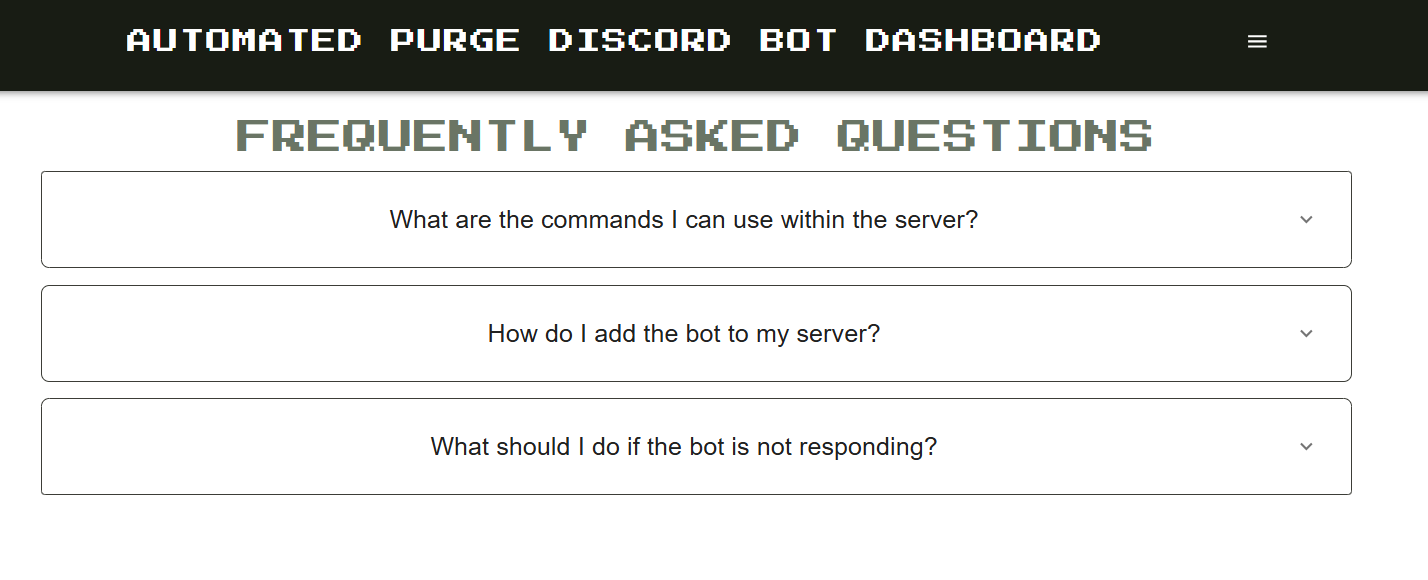 AUTOMATED PURGE DISCORD BOT DASHBOARD
FREQUENTLY ASKED QUESTIONS
What are the commands I can use within the server?
How do I add the bot to my server?
What should I do if the bot is not responding?